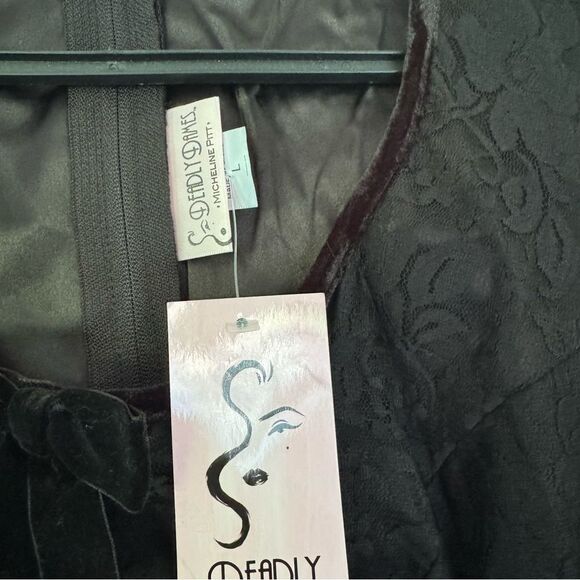 DEADLY DAMES
• MICHELINE PITT •
L
DEADLY